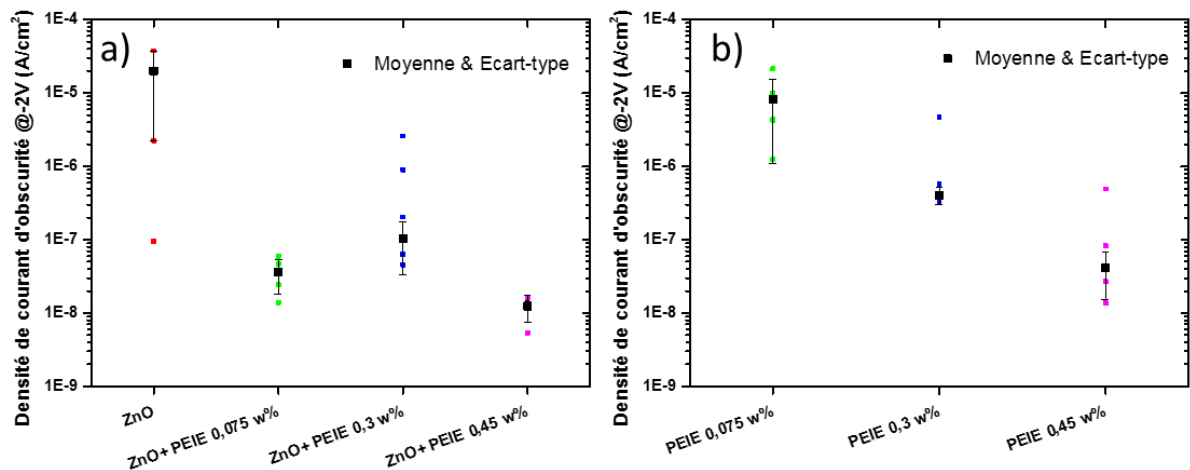 a)
Moyenne & Ecart-type
Densité de courant d'obscurité @-2V (A/cm²)
1E-4
1E-5
1E-6
1E-7
1E-8
1E-9
ZnO
ZnO+ PEIE 0,075 w%
ZnO+ PEIE 0,3 w%
ZnO+ PEIE 0,45 w%
b)
Moyenne & Ecart-type
Densité de courant d'obscurité @-2V (A/cm²)
1E-4
1E-5
1E-6
1E-7
1E-8
1E-9
PEIE 0,075 w%
PEIE 0,3 w%
PEIE 0,45 w%